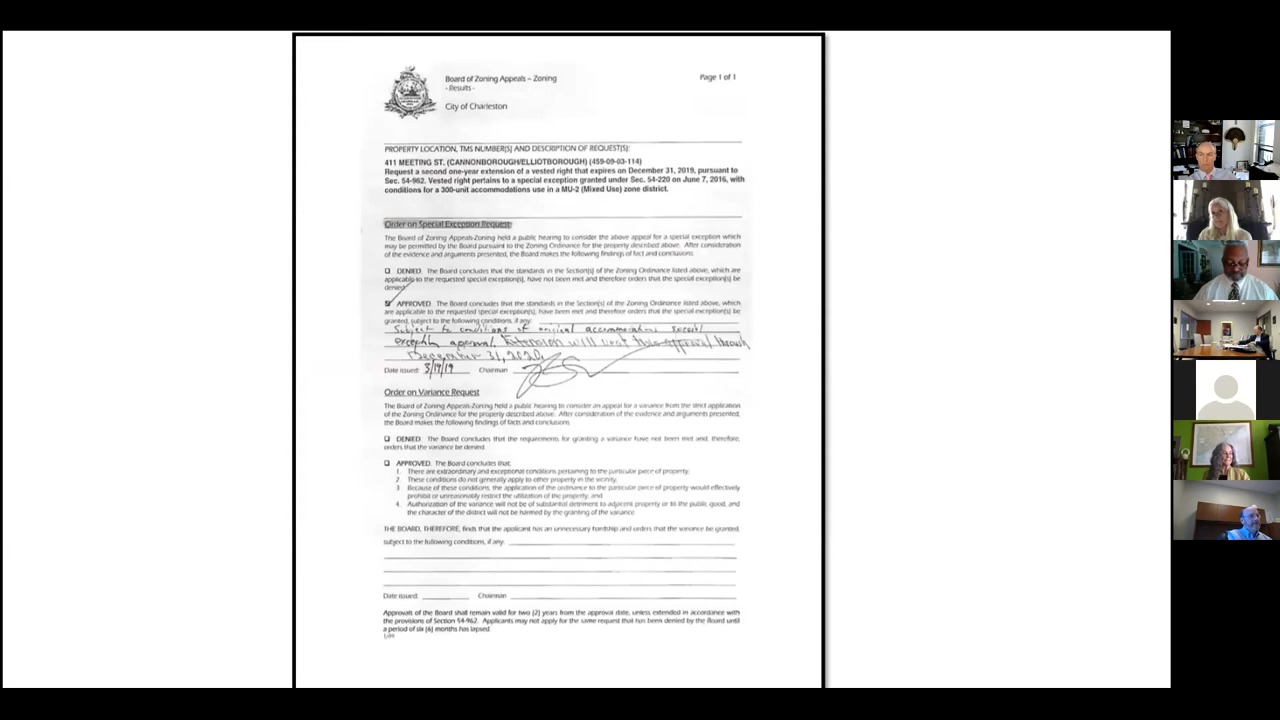 Board of Zoning Appeals – Zoning
- Results -
City of Charleston
Page 1 of 1
PROPERTY LOCATION, TMS NUMBER(S) AND DESCRIPTION OF REQUEST(S):
411 MEETING ST. (CANNONBOROUGH/ELLIOTBOROUGH) (459-09-03-114)
Request a second one-year extension of a vested right that expires on December 31, 2019, pursuant to
Sec. 54-962. Vested right pertains to a special exception granted under Sec. 54-220 on June 7, 2016, with
conditions for a 300-unit accommodations use in a MU-2 (Mixed Use) zone district.
Order on Special Exception Request
The Board of Zoning Appeals-Zoning held a public hearing to consider the above appeal for a special exception which
may be permitted by the Board pursuant to the Zoning Ordinance for the property described above. After consideration
of the evidence and arguments presented, the Board makes the following findings of fact and conclusions.
❑ DENIED. The Board concludes that the standards in the Section(s) of the Zoning Ordinance listed above, which are
applicable to the requested special exception(s), have not been met and therefore orders that the special exception(s) be
denied.
☑ APPROVED. The Board concludes that the standards in the Section(s) of the Zoning Ordinance listed above, which
are applicable to the requested special exception(s), have been met and therefore orders that the special exception(s) be
granted, subject to the following conditions, if any:
Subject to conditions of original accommodations special
exception approval. Extension will vest this approval through
December 31, 2020.
Date issued: 3/19/19 Chairman
Order on Variance Request
The Board of Zoning Appeals-Zoning held a public hearing to consider an appeal for a variance from the strict application
of the Zoning Ordinance for the property described above. After consideration of the evidence and arguments presented,
the Board makes the following findings of facts and conclusions.
❑ DENIED. The Board concludes that the requirements for granting a variance have not been met and, therefore,
orders that the variance be denied.
❑ APPROVED. The Board concludes that:
1. There are extraordinary and exceptional conditions pertaining to the particular piece of property;
2. These conditions do not generally apply to other property in the vicinity;
3. Because of these conditions, the application of the ordinance to the particular piece of property would effectively
prohibit or unreasonably restrict the utilization of the property; and
4. Authorization of the variance will not be of substantial detriment to adjacent property or to the public good, and
the character of the district will not be harmed by the granting of the variance.
THE BOARD, THEREFORE, finds that the applicant has an unnecessary hardship and orders that the variance be granted,
subject to the following conditions, if any:
Date issued: Chairman
Approvals of the Board shall remain valid for two (2) years from the approval date, unless extended in accordance with
the provisions of Section 54-962. Applicants may not apply for the same request that has been denied by the Board until
a period of six (6) months has lapsed.